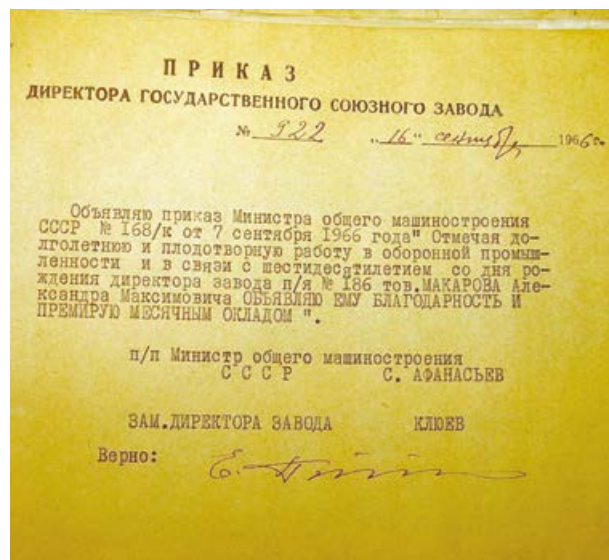 ПРИКАЗ
ДИРЕКТОРА ГОСУДАРСТВЕННОГО СОЮЗНОГО ЗАВОДА
№ 922 „16" сентября 1966 г.
Объявляю приказ Министра общего машиностроения
СССР № 168/к от 7 сентября 1966 года" Отмечая до-
лголетнюю и плодотворную работу в оборонной промыш-
ленности и в связи с шестидесятилетием со дня ро-
ждения директора завода п/я № 186 тов.МАКАРОВА Але-
ксандра Максимовича ОБЪЯВЛЯЮ ЕМУ БЛАГОДАРНОСТЬ И
ПРЕМИРУЮ МЕСЯЧНЫМ ОКЛАДОМ ".
п/п Министр общего машиностроения
С С С Р С. АФАНАСЬЕВ
ЗАМ.ДИРЕКТОРА ЗАВОДА КЛЮЕВ
Верно: